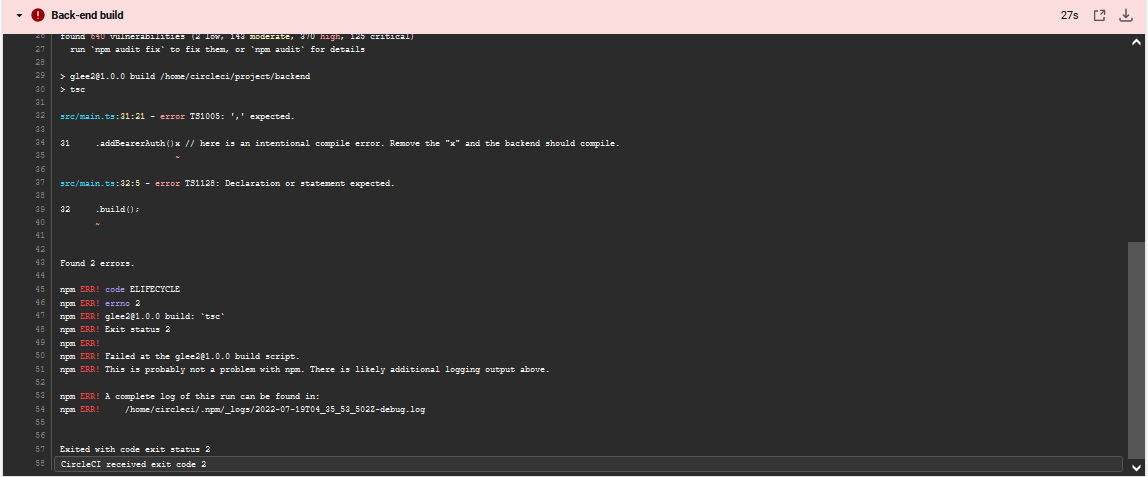 Back-end build
27s
26 found 640 vulnerabilities (2 low, 143 moderate, 370 high, 125 critical)
27 run `npm audit fix` to fix them, or `npm audit` for details
28
29 > glee2@1.0.0 build /home/circleci/project/backend
30 > tsc
31
32 src/main.ts:31:21 - error TS1005: ',' expected.
33
34 31 .addBearerAuth()x // here is an intentional compile error. Remove the "x" and the backend should compile.
35 ~
36
37 src/main.ts:32:5 - error TS1128: Declaration or statement expected.
38
39 32 .build();
40 ~
41
42
43 Found 2 errors.
44
45 npm ERR! code ELIFECYCLE
46 npm ERR! errno 2
47 npm ERR! glee2@1.0.0 build: `tsc`
48 npm ERR! Exit status 2
49 npm ERR!
50 npm ERR! Failed at the glee2@1.0.0 build script.
51 npm ERR! This is probably not a problem with npm. There is likely additional logging output above.
52
53 npm ERR! A complete log of this run can be found in:
54 npm ERR! /home/circleci/.npm/_logs/2022-07-19T04_35_53_502Z-debug.log
55
56
57 Exited with code exit status 2
58 CircleCI received exit code 2